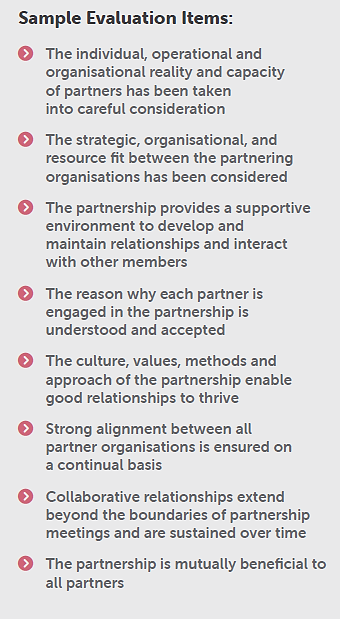 Sample Evaluation Items:
The individual, operational and
organisational reality and capacity
of partners has been taken
into careful consideration
The strategic, organisational, and
resource fit between the partnering
organisations has been considered
The partnership provides a supportive
environment to develop and
maintain relationships and interact
with other members
The reason why each partner is
engaged in the partnership is
understood and accepted
The culture, values, methods and
approach of the partnership enable
good relationships to thrive
Strong alignment between all
partner organisations is ensured on
a continual basis
Collaborative relationships extend
beyond the boundaries of partnership
meetings and are sustained over time
The partnership is mutually beneficial to
all partners